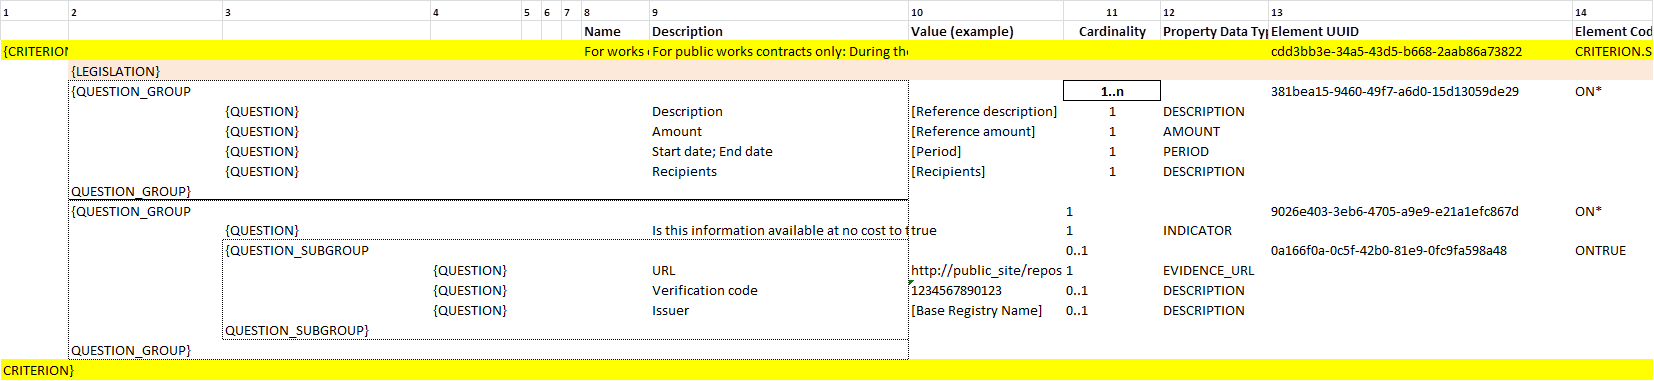 1 2 3 4 5 6 7 8 9 10 11 12 13 14
Name Description Value (example) Cardinality Property Data Ty Element UUID Element Cod
{CRITERION For works For public works contracts only: During the cdd3bb3e-34a5-43d5-b668-2aab86a73822 CRITERION.S
{LEGISLATION}
{QUESTION_GROUP 1..n 381bea15-9460-49f7-a6d0-15d13059de29 ON*
{QUESTION} Description [Reference description] 1 DESCRIPTION
{QUESTION} Amount [Reference amount] 1 AMOUNT
{QUESTION} Start date; End date [Period] 1 PERIOD
{QUESTION} Recipients [Recipients] 1 DESCRIPTION
QUESTION_GROUP}
{QUESTION_GROUP 1 9026e403-3eb6-4705-a9e9-e21a1efc867d ON*
{QUESTION} Is this information available at no cost to true 1 INDICATOR
{QUESTION_SUBGROUP 0..1 0a166f0a-0c5f-42b0-81e9-0fc9fa598a48 ONTRUE
{QUESTION} URL http://public_site/repos 1 EVIDENCE_URL
{QUESTION} Verification code 1234567890123 0..1 DESCRIPTION
{QUESTION} Issuer [Base Registry Name] 0..1 DESCRIPTION
QUESTION_SUBGROUP}
QUESTION_GROUP}
CRITERION}